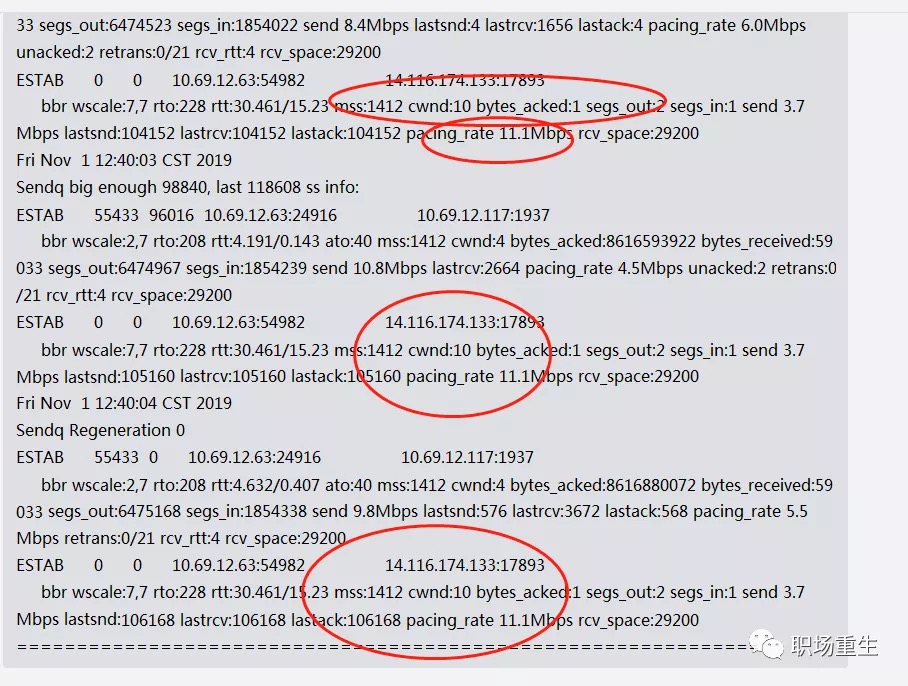 33 segs_out:6474523 segs_in:1854022 send 8.4Mbps lastsnd:4 lastrcv:1656 lastack:4 pacing_rate 6.0Mbps
unacked:2 retrans:0/21 rcv_rtt:4 rcv_space:29200
ESTAB 0 0 10.69.12.63:54982 14.116.174.133:17893
bbr wscale:7,7 rto:228 rtt:30.461/15.23 mss:1412 cwnd:10 bytes_acked:1 segs_out:2 segs_in:1 send 3.7
Mbps lastsnd:104152 lastrcv:104152 lastack:104152 pacing_rate 11.1Mbps rcv_space:29200
Fri Nov 1 12:40:03 CST 2019
Sendq big enough 98840, last 118608 ss info:
ESTAB 55433 96016 10.69.12.63:24916 10.69.12.117:1937
bbr wscale:2,7 rto:208 rtt:4.191/0.143 ato:40 mss:1412 cwnd:4 bytes_acked:8616593922 bytes_received:59
033 segs_out:6474967 segs_in:1854239 send 10.8Mbps lastrcv:2664 pacing_rate 4.5Mbps unacked:2 retrans:0
/21 rcv_rtt:4 rcv_space:29200
ESTAB 0 0 10.69.12.63:54982 14.116.174.133:17893
bbr wscale:7,7 rto:228 rtt:30.461/15.23 mss:1412 cwnd:10 bytes_acked:1 segs_out:2 segs_in:1 send 3.7
Mbps lastsnd:105160 lastrcv:105160 lastack:105160 pacing_rate 11.1Mbps rcv_space:29200
Fri Nov 1 12:40:04 CST 2019
Sendq Regeneration 0
ESTAB 55433 0 10.69.12.63:24916 10.69.12.117:1937
bbr wscale:2,7 rto:208 rtt:4.632/0.407 ato:40 mss:1412 cwnd:4 bytes_acked:8616880072 bytes_received:59
033 segs_out:6475168 segs_in:1854338 send 9.8Mbps lastsnd:576 lastrcv:3672 lastack:568 pacing_rate 5.5
Mbps retrans:0/21 rcv_rtt:4 rcv_space:29200
ESTAB 0 0 10.69.12.63:54982 14.116.174.133:17893
bbr wscale:7,7 rto:228 rtt:30.461/15.23 mss:1412 cwnd:10 bytes_acked:1 segs_out:2 segs_in:1 send 3.7
Mbps lastsnd:106168 lastrcv:106168 lastack:106168 pacing_rate 11.1Mbps rcv_space:29200
==========================================================
职场重生